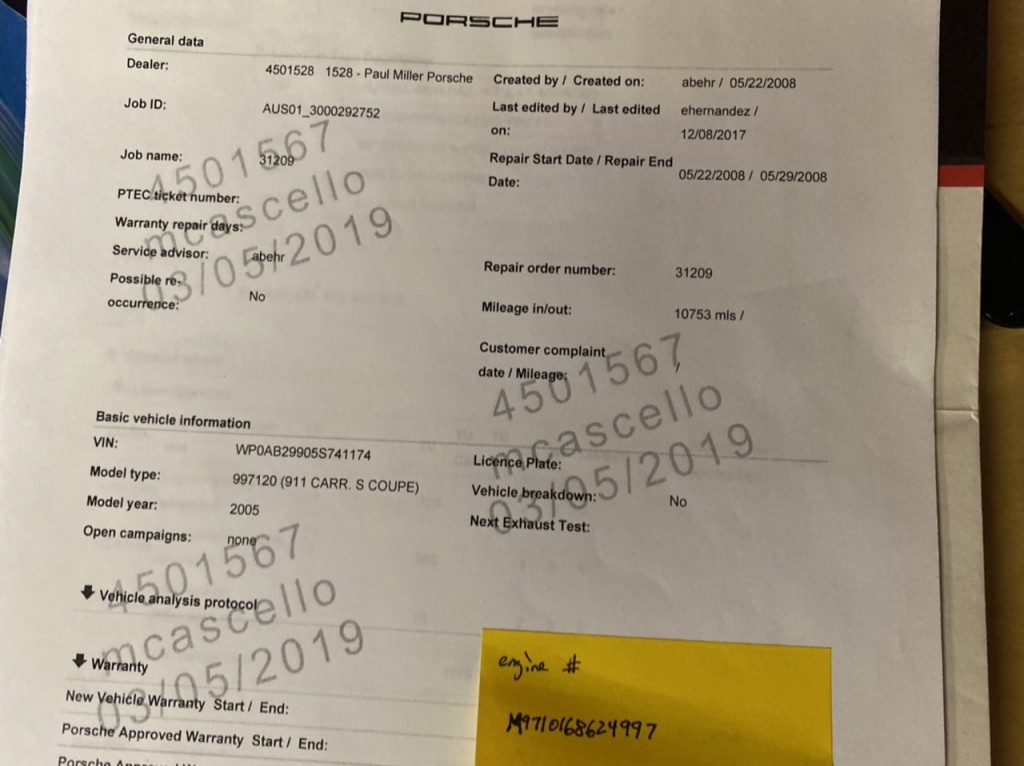 PORSCHE
General data
Dealer: 4501528 1528 - Paul Miller Porsche Created by / Created on: abehr / 05/22/2008
Job ID: AUS01_3000292752 Last edited by / Last edited on: ehernandez / 12/08/2017
Job name: 31209 Repair Start Date / Repair End Date: 05/22/2008 / 05/29/2008
PTEC ticket number:
Warranty repair days:
Service advisor: abehr Repair order number: 31209
Possible re-occurrence: No Mileage in/out: 10753 mls /
Customer complaint date / Mileage: /
4501567
mcascello
03/05/2019
4501567
mcascello
03/05/2019
Basic vehicle information
VIN: WP0AB29905S741174 Licence Plate:
Model type: 997120 (911 CARR. S COUPE) Vehicle breakdown: No
Model year: 2005 Next Exhaust Test:
Open campaigns: none
4501567
mcascello
03/05/2019
Vehicle analysis protocol
Warranty
New Vehicle Warranty Start / End:
Porsche Approved Warranty Start / End:
Porsche
engine #
M9710168624997